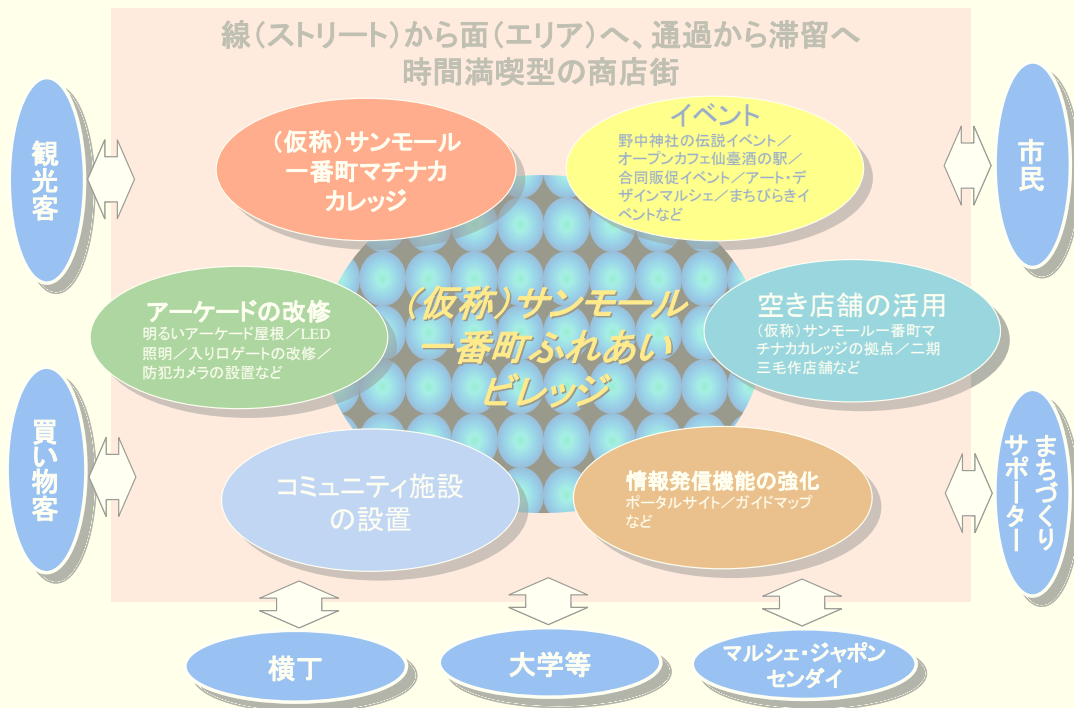 線(ストリート)から面(エリア)へ、通過から滞留へ
時間満喫型の商店街
観光客
市民
(仮称)サンモール
一番町マチナカ
カレッジ
イベント
野中神社の伝説イベント/
オープンカフェ仙臺酒の駅/
合同販促イベント/アート・デ
ザインマルシェ/まちびらきイ
ベントなど
アーケードの改修
明るいアーケード屋根/LED
照明/入り口ゲートの改修/
防犯カメラの設置など
(仮称)サンモール
一番町ふれあい
ビレッジ
空き店舗の活用
(仮称)サンモール一番町マ
チナカカレッジの拠点/二期
三毛作店舗など
買い物客
まちづくり
サポーター
コミュニティ施設
の設置
情報発信機能の強化
ポータルサイト/ガイドマップ
など
横丁
大学等
マルシェ・ジャポン
センダイ